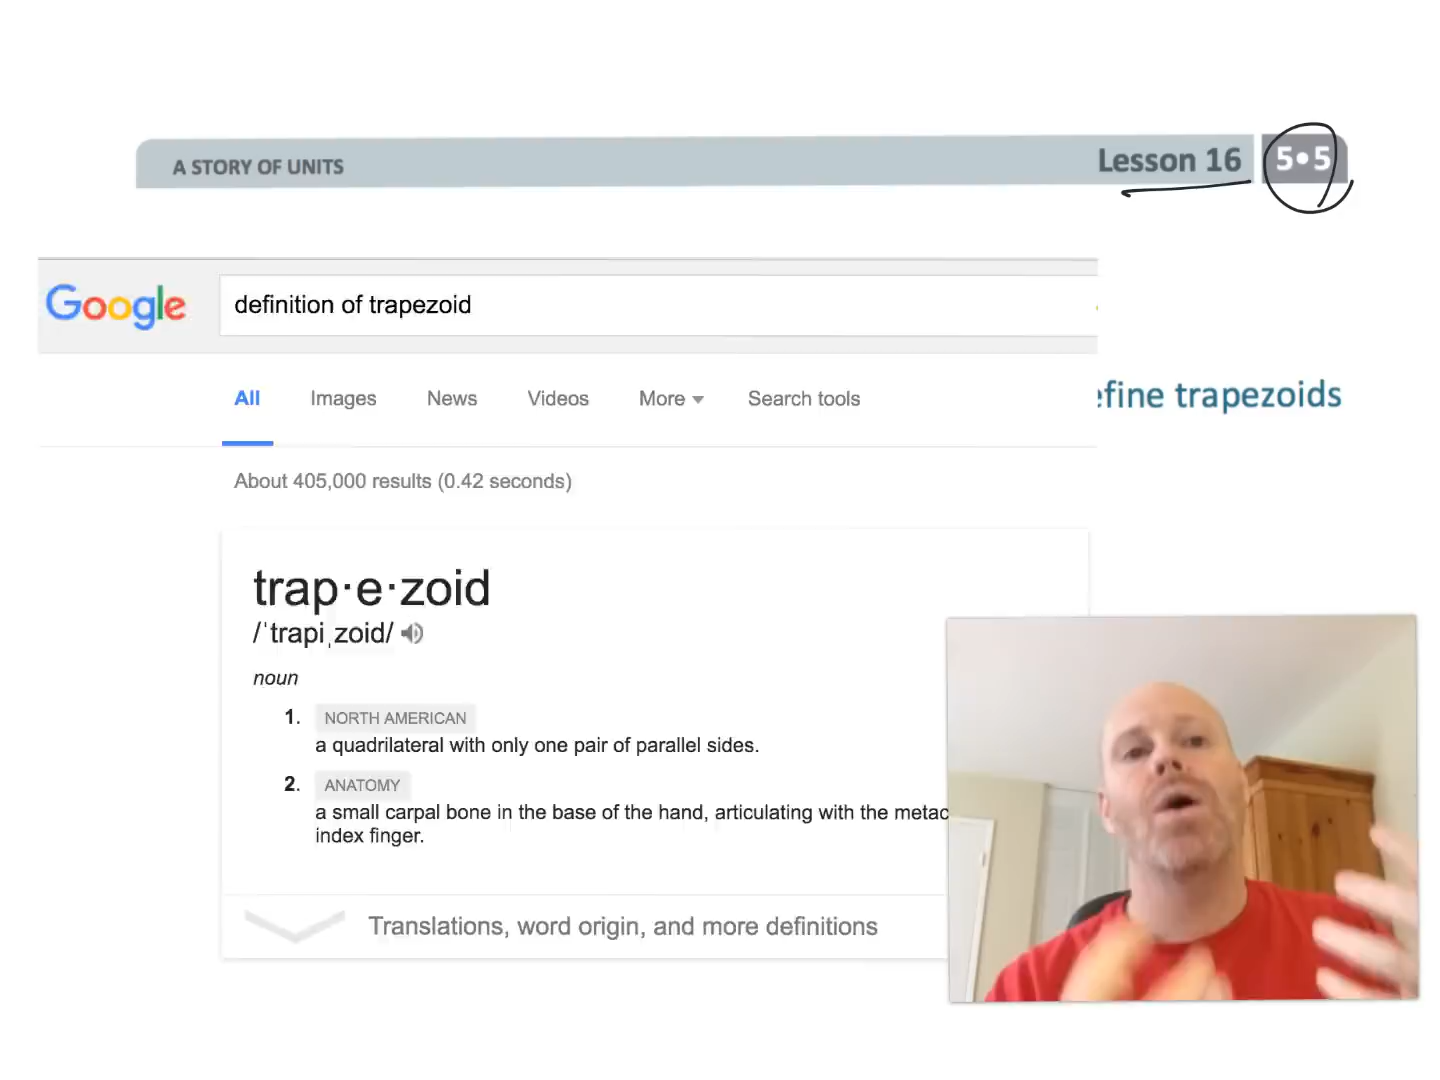 A STORY OF UNITS
Lesson 16
5•5
Google
definition of trapezoid
All
Images
News
Videos
More
Search tools
efine trapezoids
About 405,000 results (0.42 seconds)
trap·e·zoid
/ˈtrapiˌzoid/
noun
1. NORTH AMERICAN
a quadrilateral with only one pair of parallel sides.
2. ANATOMY
a small carpal bone in the base of the hand, articulating with the metac
index finger.
Translations, word origin, and more definitions